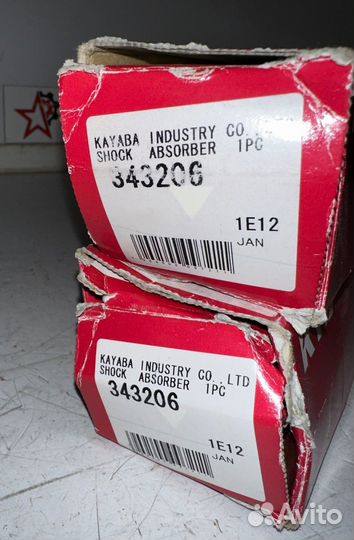 KAYABA INDUSTRY CO.
SHOCK ABSORBER 1PC
343206
1E12
JAN
KAYABA INDUSTRY CO., LTD
SHOCK ABSORBER 1PC
343206
1E12
JAN
Avito